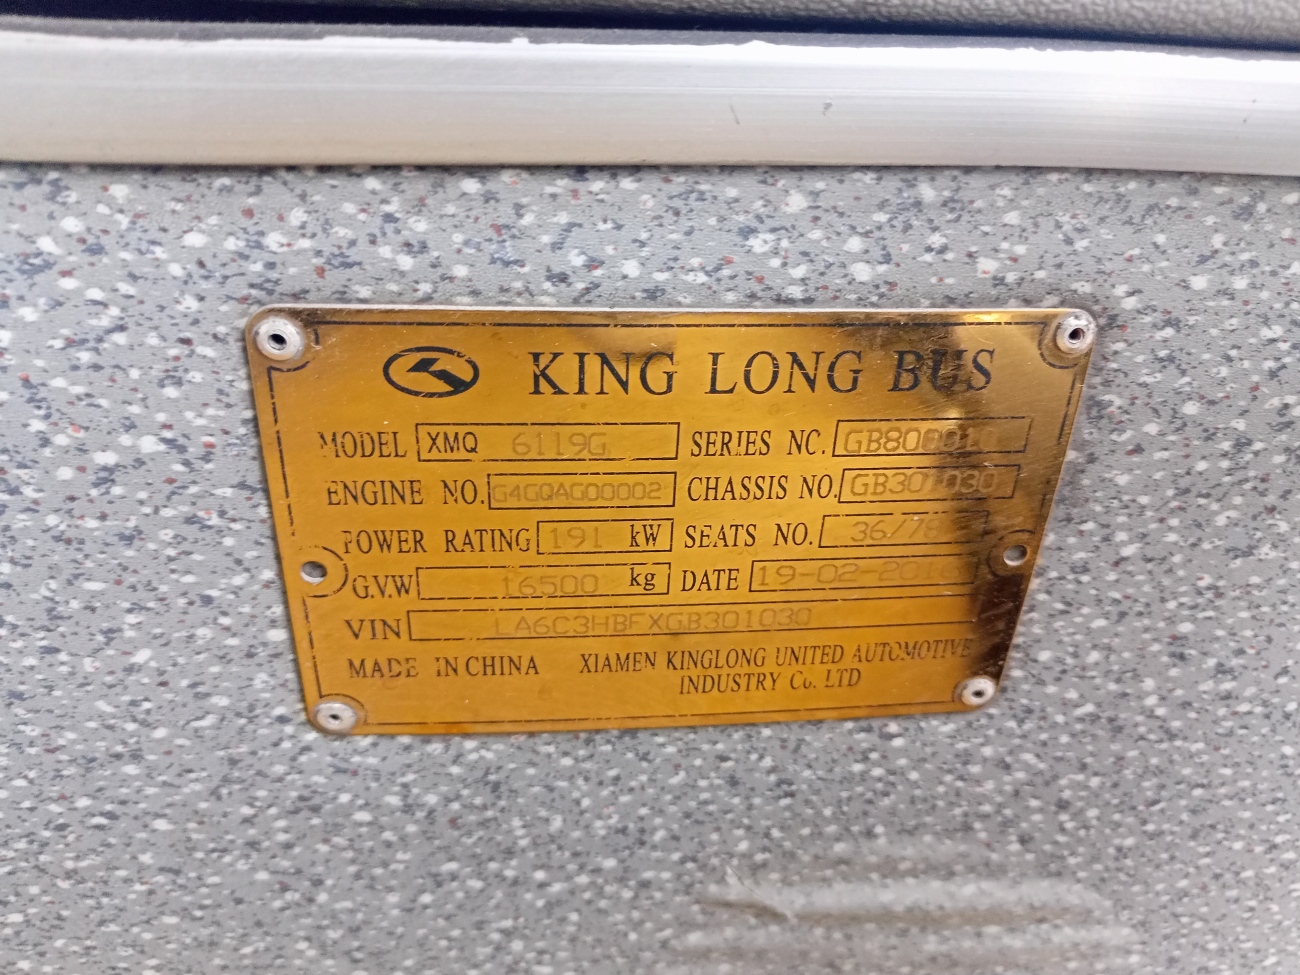 KING LONG BUS
MODEL XMQ 6119G SERIES NO. GB800010
ENGINE NO. G4GQAG00002 CHASSIS NO. GB301030
POWER RATING 191 kW SEATS NO. 36/78
G.V.W 16500 kg DATE 19-02-2016
VIN LA6C3HBFXGB301030
MADE IN CHINA XIAMEN KINGLONG UNITED AUTOMOTIVE
INDUSTRY Co. LTD